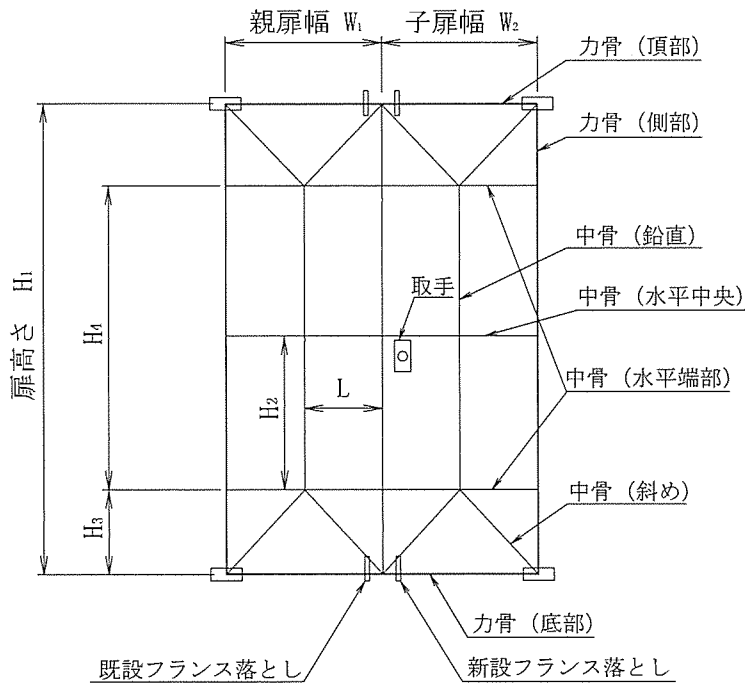 親扉幅 W₁
子扉幅 W₂
力骨 (頂部)
力骨 (側部)
中骨 (鉛直)
取手
中骨 (水平中央)
扉高さ H₁
H₄
H₂
L
中骨 (水平端部)
H₃
中骨 (斜め)
力骨 (底部)
既設フランス落とし
新設フランス落とし